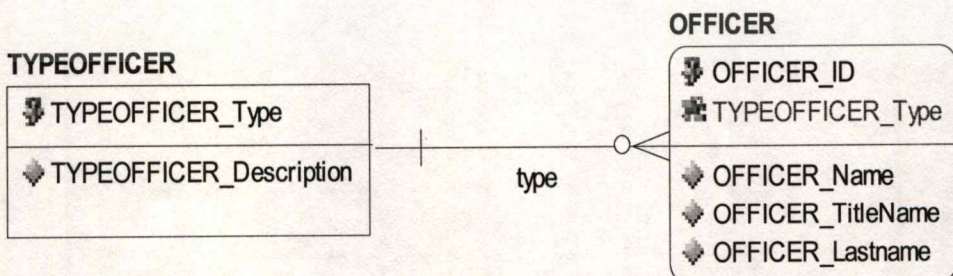 TYPEOFFICER
TYPEOFFICER_Type
TYPEOFFICER_Description
type
OFFICER
OFFICER_ID
TYPEOFFICER_Type
OFFICER_Name
OFFICER_TitleName
OFFICER_Lastname